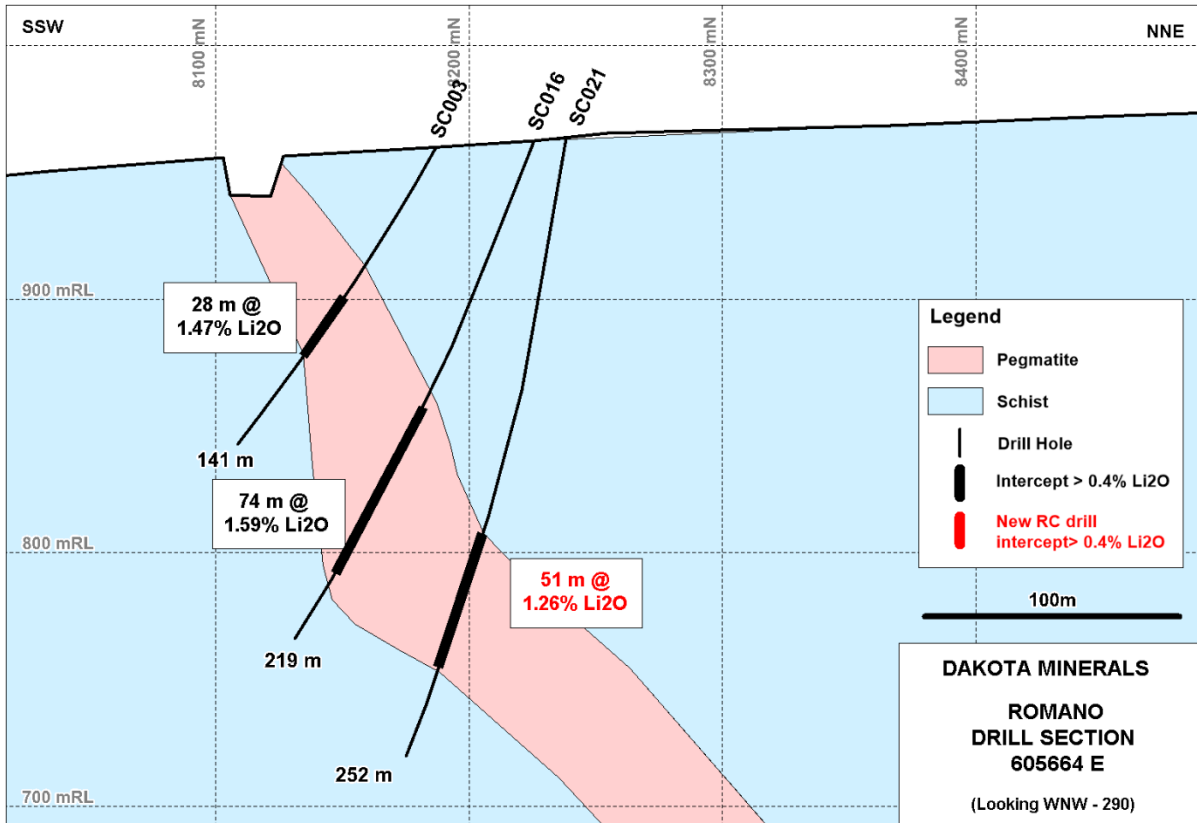 SSW
NNE
8100 mN
8200 mN
8300 mN
8400 mN
SC003
SC016
SC021
900 mRL
28 m @
1.47% Li2O
141 m
74 m @
1.59% Li2O
800 mRL
51 m @
1.26% Li2O
219 m
252 m
700 mRL
Legend
Pegmatite
Schist
Drill Hole
Intercept > 0.4% Li2O
New RC drill
intercept> 0.4% Li2O
100m
DAKOTA MINERALS
ROMANO
DRILL SECTION
605664 E
(Looking WNW - 290)